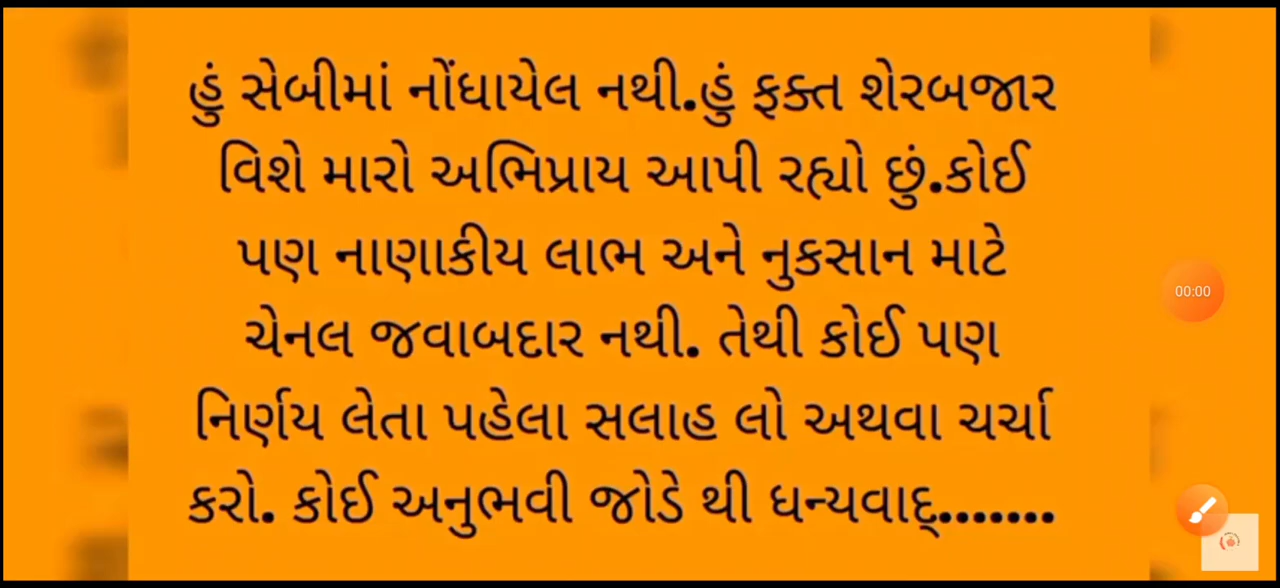 હું સેબીમાં નોંધાયેલ નથી.હું ફક્ત શેરબજાર
વિશે મારો અભિપ્રાય આપી રહ્યો છું.કોઈ
પણ નાણાકીય લાભ અને નુકસાન માટે
ચેનલ જવાબદાર નથી. તેથી કોઈ પણ
નિર્ણય લેતા પહેલા સલાહ લો અથવા ચર્ચા
કરો. કોઈ અનુભવી જોડે થી ધન્યવાદ્.......
00:00